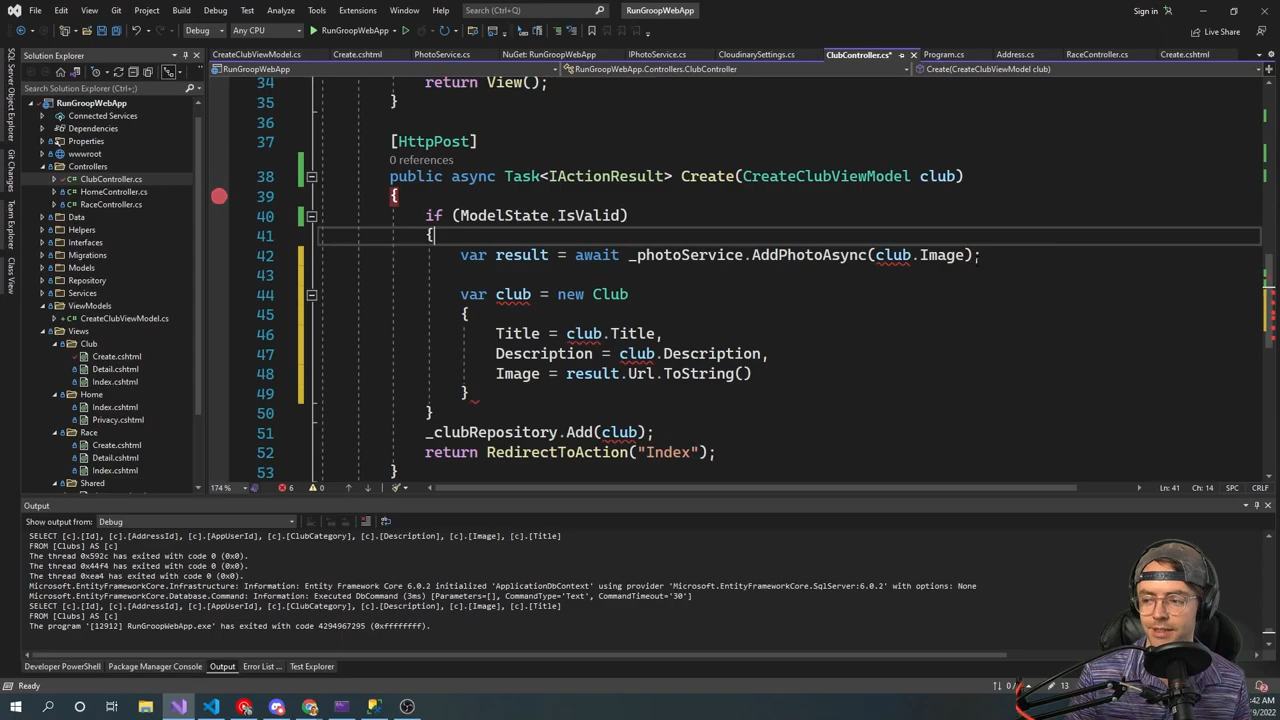 File Edit View Git Project Build Debug Test Analyze Tools Extensions Window Help Search (Ctrl+;) RunGroopWebApp Sign in
Debug Any CPU RunGroopWebApp Live Share
SQL Server Object Explorer
Git Changes
Team Explorer
Class View
Solution Explorer
CreateClubViewModel.cs Create.cshtml PhotoService.cs NuGet: RunGroopWebApp IPhotoService.cs CloudinarySettings.cs ClubController.cs* Program.cs Address.cs RaceController.cs Create.cshtml
RunGroopWebApp RunGroopWebApp.Controllers.ClubController Create(CreateClubViewModel club)
Search Solution Explorer (Ctrl+;)
RunGroopWebApp
Connected Services
Dependencies
Properties
wwwroot
Controllers
C# ClubController.cs
C# HomeController.cs
C# RaceController.cs
Data
Helpers
Interfaces
Migrations
Models
Repository
Services
ViewModels
C# CreateClubViewModel.cs
Views
Club
Create.cshtml
Detail.cshtml
Index.cshtml
Home
Index.cshtml
Privacy.cshtml
Race
Create.cshtml
Detail.cshtml
Index.cshtml
Shared
34 return View();
35 }
36
37 [HttpPost]
0 references
38 public async Task<IActionResult> Create(CreateClubViewModel club)
39 {
40 if (ModelState.IsValid)
41 {
42 var result = await _photoService.AddPhotoAsync(club.Image);
43
44 var club = new Club
45 {
46 Title = club.Title,
47 Description = club.Description,
48 Image = result.Url.ToString()
49 }
50 }
51 _clubRepository.Add(club);
52 return RedirectToAction("Index");
53 }
174 % 6 0 Ln: 41 Ch: 14 SPC CRLF
Output
Show output from: Debug
SELECT [c].[Id], [c].[AddressId], [c].[AppUserId], [c].[ClubCategory], [c].[Description], [c].[Image], [c].[Title]
FROM [Clubs] AS [c]
The thread 0x592c has exited with code 0 (0x0).
The thread 0x44f4 has exited with code 0 (0x0).
The thread 0xea4 has exited with code 0 (0x0).
Microsoft.EntityFrameworkCore.Infrastructure: Information: Entity Framework Core 6.0.2 initialized 'ApplicationDbContext' using provider 'Microsoft.EntityFrameworkCore.SqlServer:6.0.2' with options: None
Microsoft.EntityFrameworkCore.Database.Command: Information: Executed DbCommand (3ms) [Parameters=[], CommandType='Text', CommandTimeout='30']
SELECT [c].[Id], [c].[AddressId], [c].[AppUserId], [c].[ClubCategory], [c].[Description], [c].[Image], [c].[Title]
FROM [Clubs] AS [c]
The program '[12912] RunGroopWebApp.exe' has exited with code 4294967295 (0xffffffff).
Developer PowerShell Package Manager Console Output Error List ... Test Explorer
Ready 0 / 13